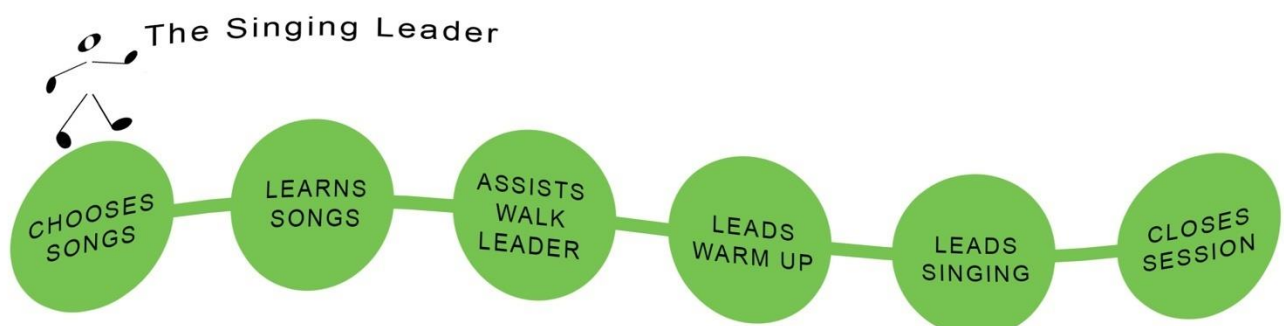 The Singing Leader
CHOOSES
SONGS
LEARNS
SONGS
ASSISTS
WALK
LEADER
LEADS
WARM UP
LEADS
SINGING
CLOSES
SESSION